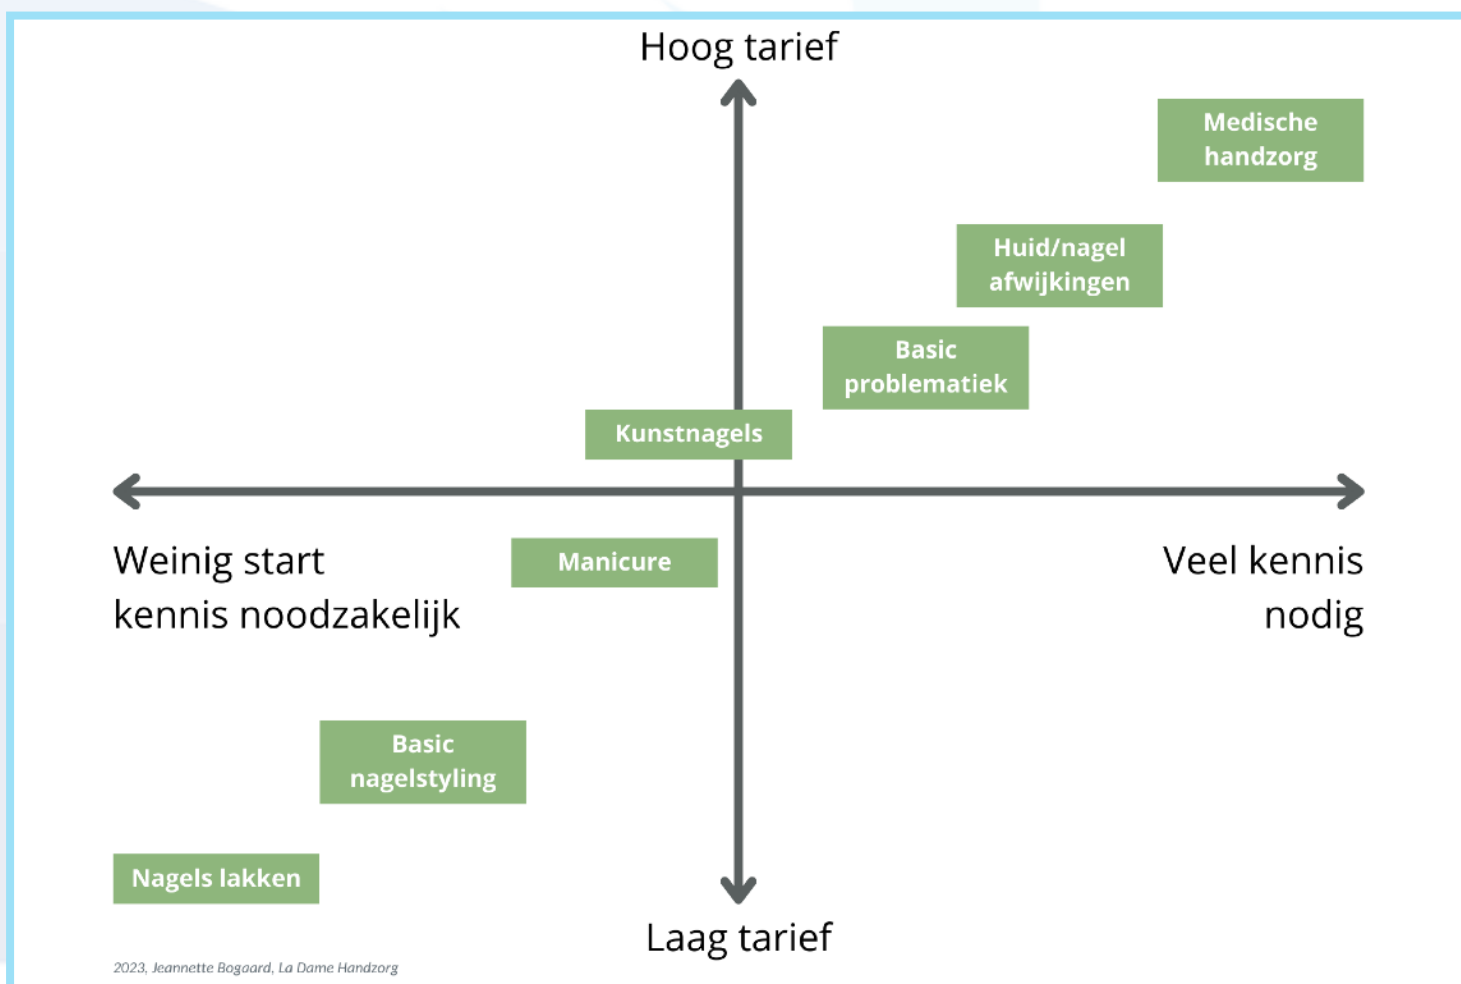 Hoog tarief
Medische
handzorg
Huid/nagel
afwijkingen
Basic
problematiek
Kunstnagels
Weinig start
kennis noodzakelijk
Manicure
Veel kennis
nodig
Basic
nagelstyling
Nagels lakken
Laag tarief
2023, Jeannette Bogaard, La Dame Handzorg